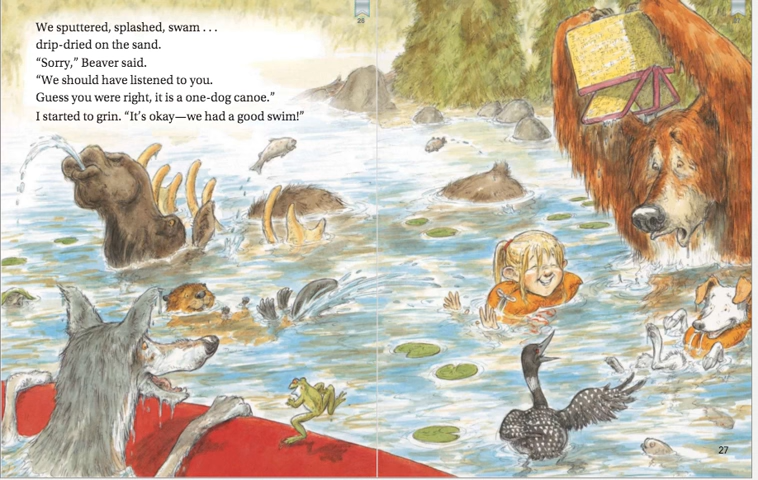 We sputtered, splashed, swam . . .
drip-dried on the sand.
“Sorry,” Beaver said.
“We should have listened to you.
Guess you were right, it is a one-dog canoe.”
I started to grin. “It’s okay—we had a good swim!”
26
27